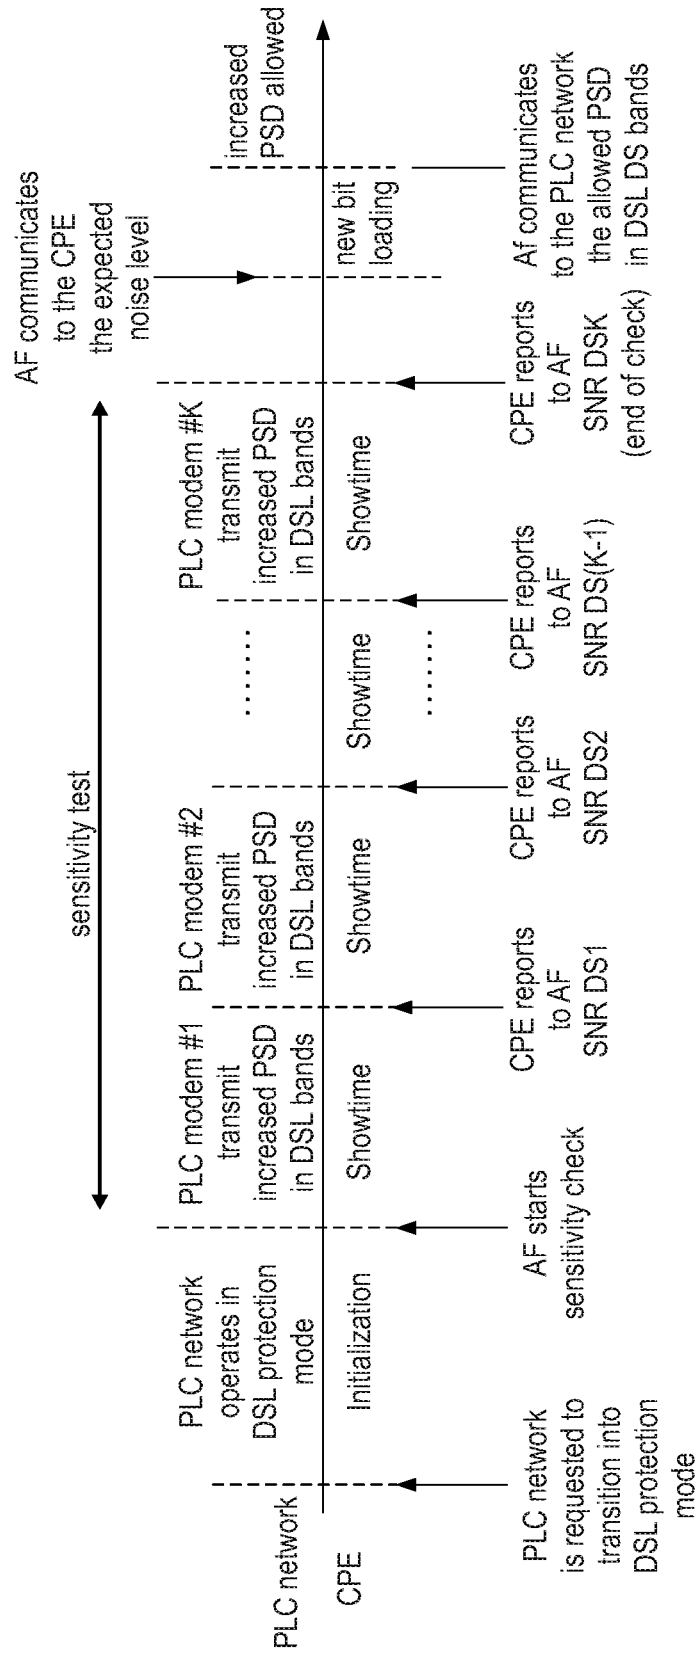 AF communicates
to the CPE
the expected
noise level
sensitivity test
PLC network
PLC network
operates in
DSL protection
mode
PLC modem #1
transmit
increased PSD
in DSL bands
PLC modem #2
transmit
increased PSD
in DSL bands
.......
PLC modem #K
transmit
increased PSD
in DSL bands
increased
PSD allowed
CPE
Initialization
Showtime
Showtime
Showtime
Showtime
new bit
loading
.......
PLC network
is requested to
transition into
DSL protection
mode
AF starts
sensitivity check
CPE reports
to AF
SNR DS1
CPE reports
to AF
SNR DS2
CPE reports
to AF
SNR DS(K-1)
CPE reports
to AF
SNR DSK
(end of check)
Af communicates
to the PLC network
the allowed PSD
in DSL DS bands